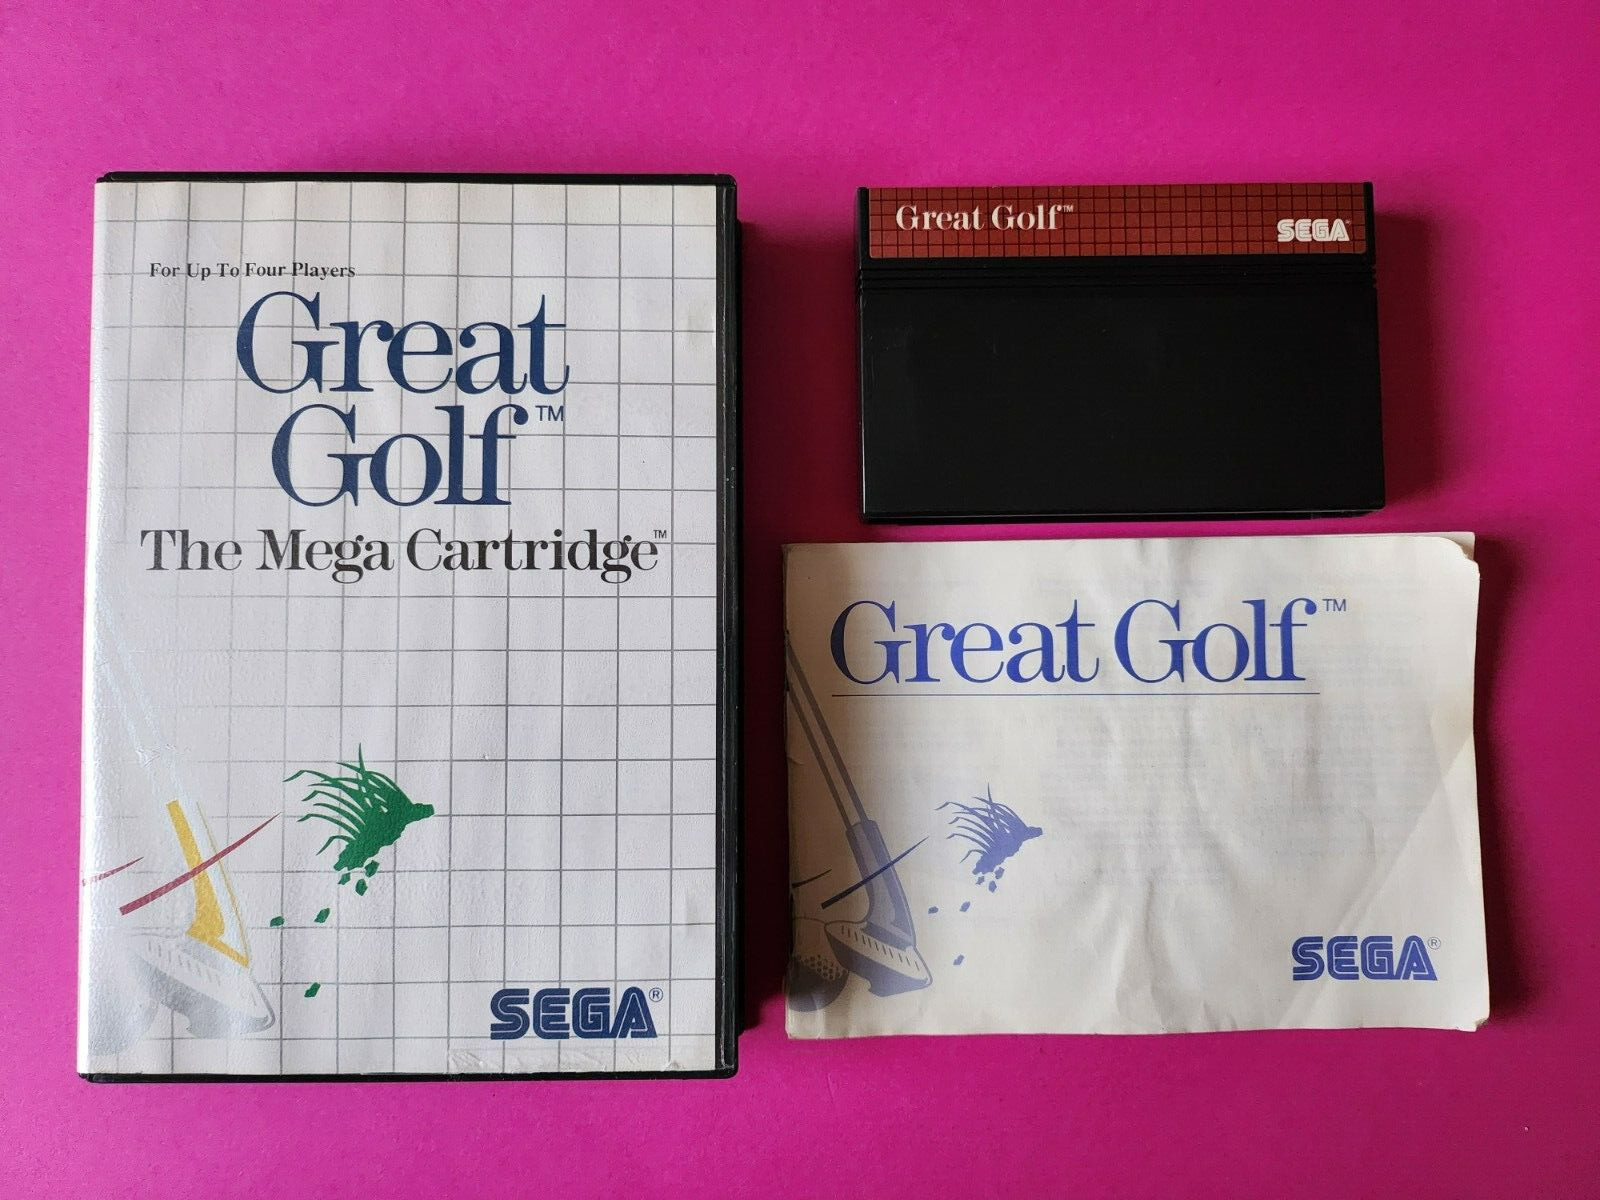 For Up To Four Players
Great
Golf™
The Mega Cartridge™
SEGA®
Great Golf™
SEGA®
Great Golf™
SEGA®